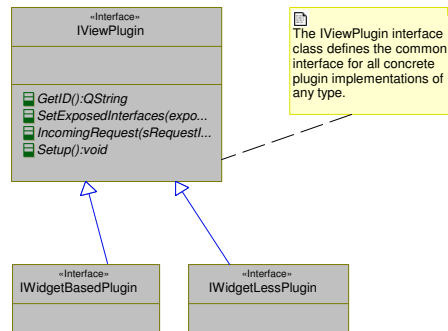 «Interface»
IViewPlugin
GetID():QString
SetExposedInterfaces(expo...
IncomingRequest(sRequestI...
Setup():void
The IViewPlugin interface
class defines the common
interface for all concrete
plugin implementations of
any type.
«Interface»
IWidgetBasedPlugin
«Interface»
IWidgetLessPlugin